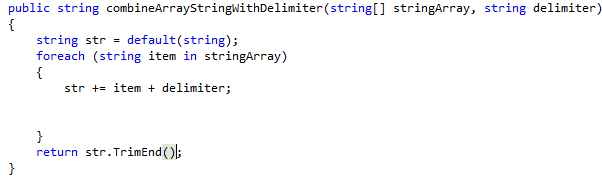 public string combineArrayStringWithDelimiter(string[] stringArray, string delimiter)
{
string str = default(string);
foreach (string item in stringArray)
{
str += item + delimiter;
}
return str.TrimEnd();
}